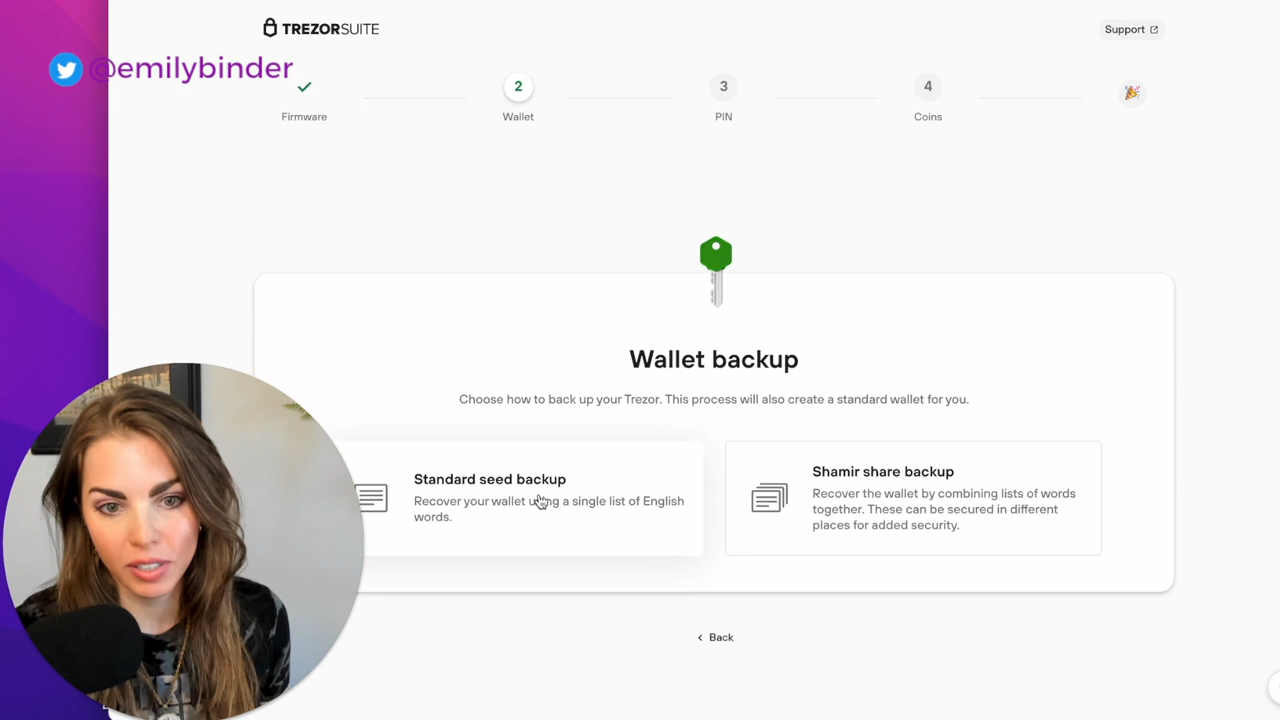 TREZORSUITE
Support
@emilybinder
2
3
4
Firmware
Wallet
PIN
Coins
Wallet backup
Choose how to back up your Trezor. This process will also create a standard wallet for you.
Standard seed backup
Recover your wallet using a single list of English
words.
Shamir share backup
Recover the wallet by combining lists of words
together. These can be secured in different
places for added security.
Back